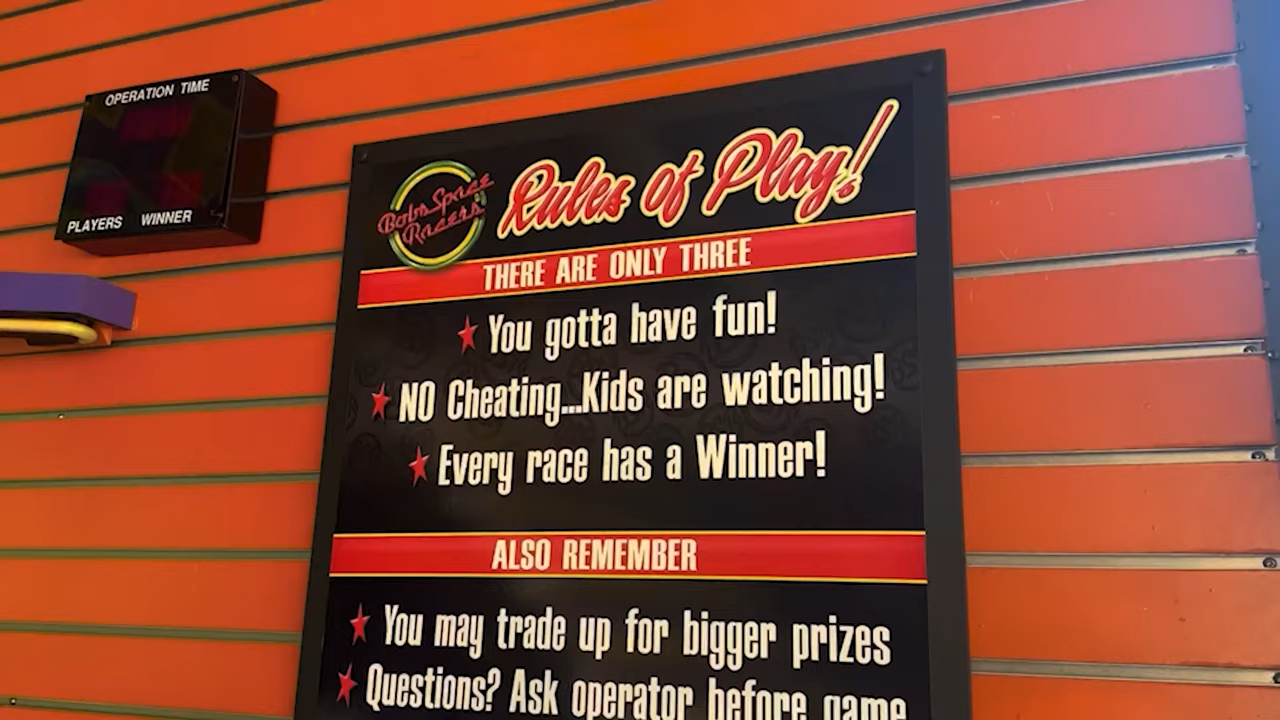 OPERATION TIME
PLAYERS WINNER
Bob's Space
Racers
Rules of Play!
THERE ARE ONLY THREE
You gotta have fun!
NO Cheating...Kids are watching!
Every race has a Winner!
ALSO REMEMBER
You may trade up for bigger prizes
Questions? Ask operator before game